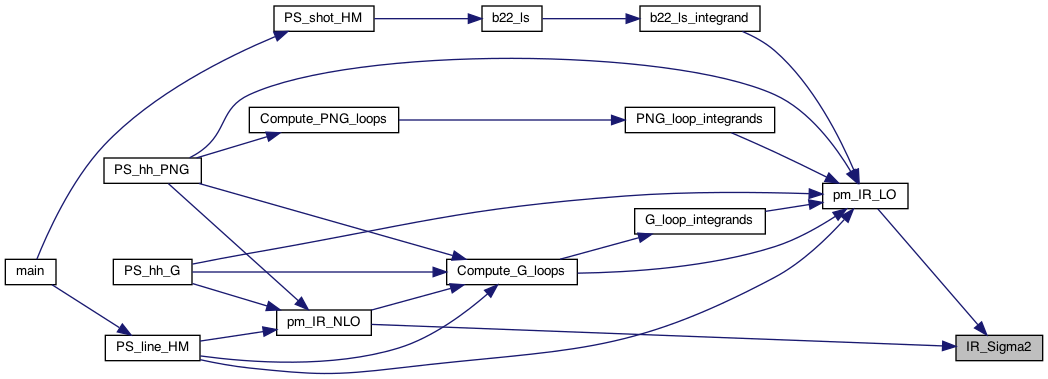 PS_shot_HM
b22_ls
b22_ls_integrand
Compute_PNG_loops
PNG_loop_integrands
PS_hh_PNG
pm_IR_LO
G_loop_integrands
main
PS_hh_G
Compute_G_loops
pm_IR_NLO
PS_line_HM
IR_Sigma2